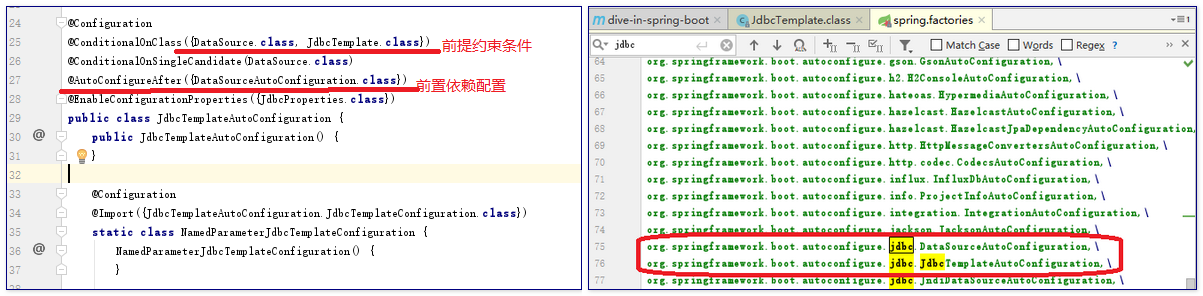 24 @Configuration
25 @ConditionalOnClass({DataSource.class, JdbcTemplate.class}) 前提约束条件
26 @ConditionalOnSingleCandidate(DataSource.class)
27 @AutoConfigureAfter({DataSourceAutoConfiguration.class}) 前置依赖配置
28 @EnableConfigurationProperties({JdbcProperties.class})
29 public class JdbcTemplateAutoConfiguration {
30 @ public JdbcTemplateAutoConfiguration() {
31 }
32
33 @Configuration
34 @Import({JdbcTemplateAutoConfiguration.JdbcTemplateConfiguration.class})
35 static class NamedParameterJdbcTemplateConfiguration {
36 @ NamedParameterJdbcTemplateConfiguration() {
37 }
dive-in-spring-boot JdbcTemplate.class spring.factories
jdbc Match Case Words Regex ?
64 org.springframework.boot.autoconfigure.gson.GsonAutoConfiguration,\
65 org.springframework.boot.autoconfigure.h2.H2ConsoleAutoConfiguration,\
66 org.springframework.boot.autoconfigure.hateoas.HypermediaAutoConfiguration,\
67 org.springframework.boot.autoconfigure.hazelcast.HazelcastAutoConfiguration,\
68 org.springframework.boot.autoconfigure.hazelcast.HazelcastJpaDependencyAutoConfiguration,
69 org.springframework.boot.autoconfigure.http.HttpMessageConvertersAutoConfiguration,\
70 org.springframework.boot.autoconfigure.http.codec.CodecsAutoConfiguration,\
71 org.springframework.boot.autoconfigure.influx.InfluxDbAutoConfiguration,\
72 org.springframework.boot.autoconfigure.info.ProjectInfoAutoConfiguration,\
73 org.springframework.boot.autoconfigure.integration.IntegrationAutoConfiguration,\
74 org.springframework.boot.autoconfigure.jackson.JacksonAutoConfiguration,\
75 org.springframework.boot.autoconfigure.jdbc.DataSourceAutoConfiguration,\
76 org.springframework.boot.autoconfigure.jdbc.JdbcTemplateAutoConfiguration,\
77 org.springframework.boot.autoconfigure.jdbc.JndiDataSourceAutoConfiguration,\